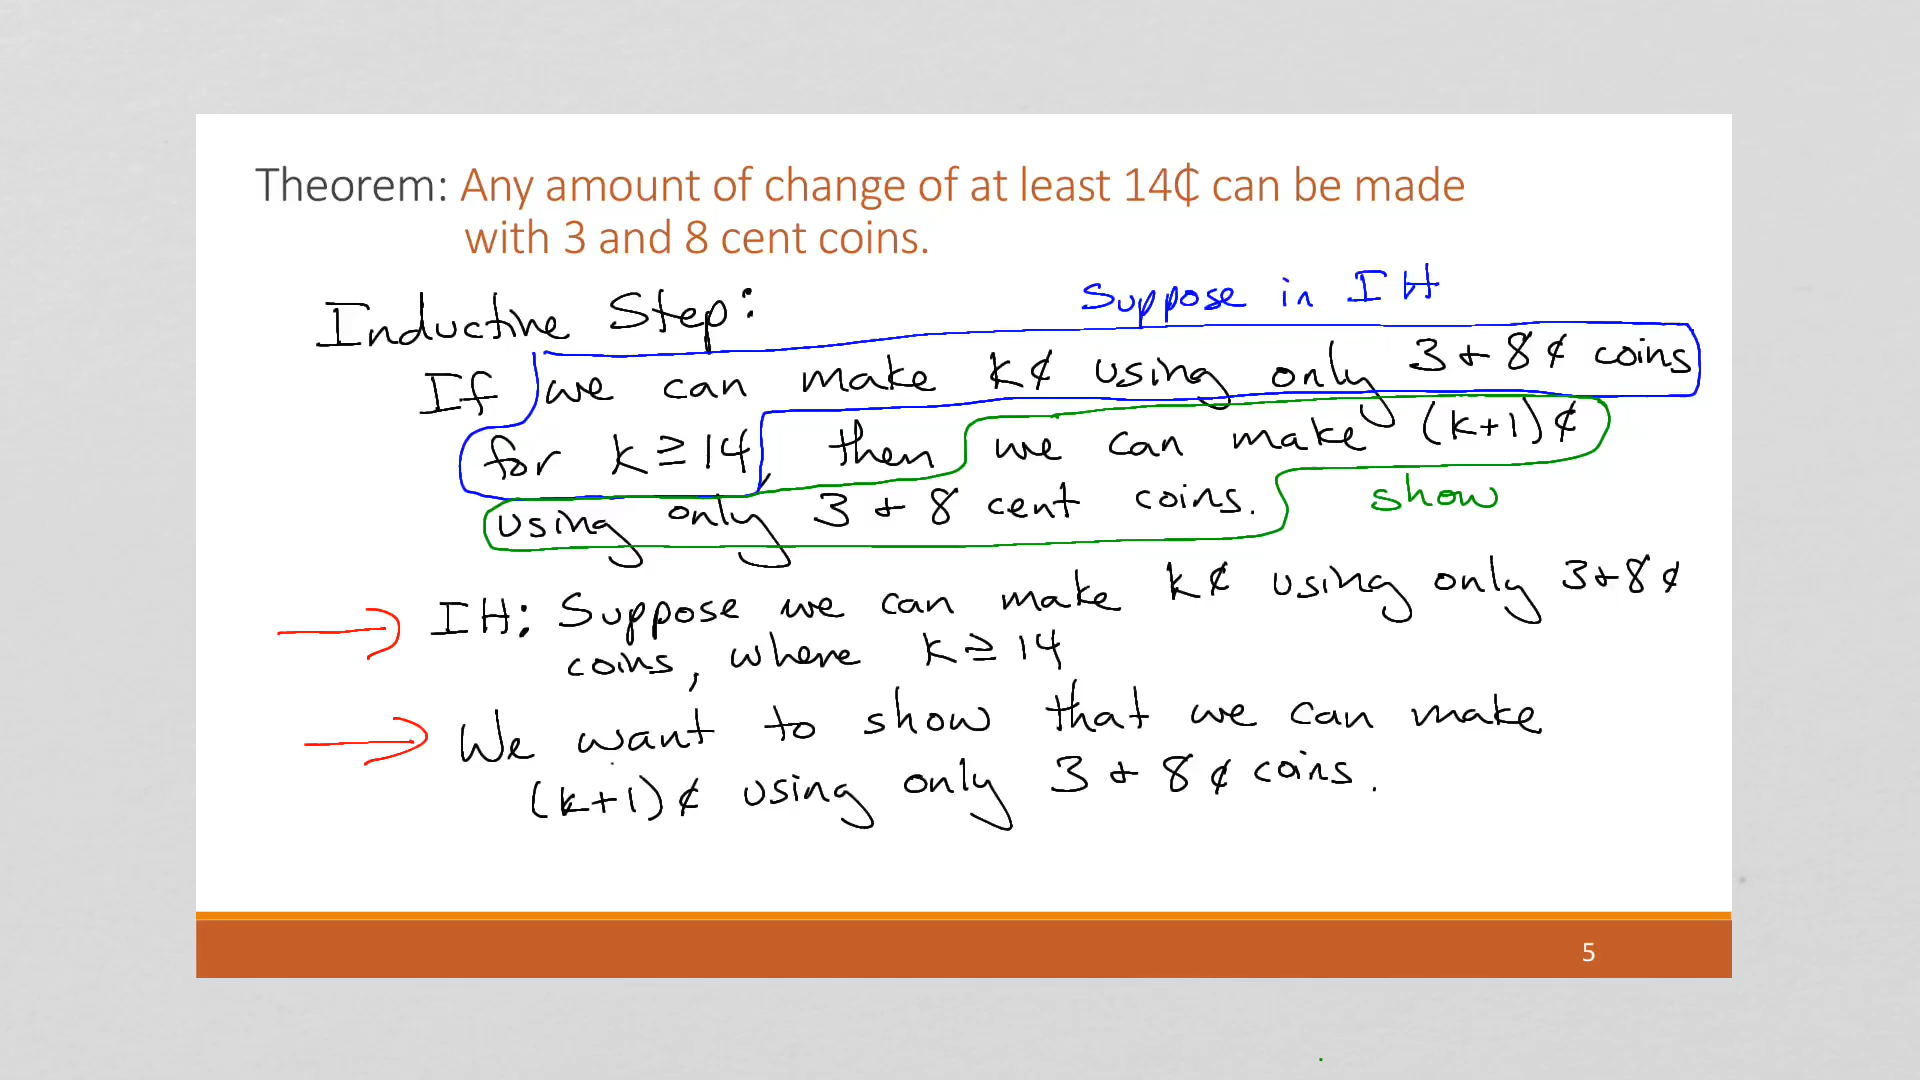 Theorem: Any amount of change of at least 14₵ can be made
with 3 and 8 cent coins.
Inductive Step:
Suppose in IH
If we can make k¢ using only 3 + 8¢ coins
for k ≥ 14, then we can make (k+1)¢
using only 3 + 8 cent coins.
show
IH: Suppose we can make k¢ using only 3+8¢
coins, where k ≥ 14
We want to show that we can make
(k+1)¢ using only 3 + 8¢ coins.
5